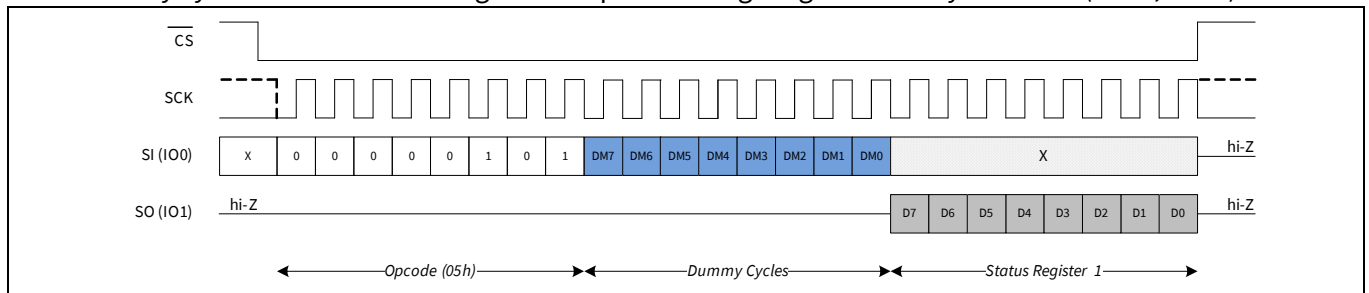 CS
SCK
SI (IO0) X 0 0 0 0 0 1 0 1 DM7 DM6 DM5 DM4 DM3 DM2 DM1 DM0 X hi-Z
SO (IO1) hi-Z D7 D6 D5 D4 D3 D2 D1 D0 hi-Z
Opcode (05h) Dummy Cycles Status Register 1